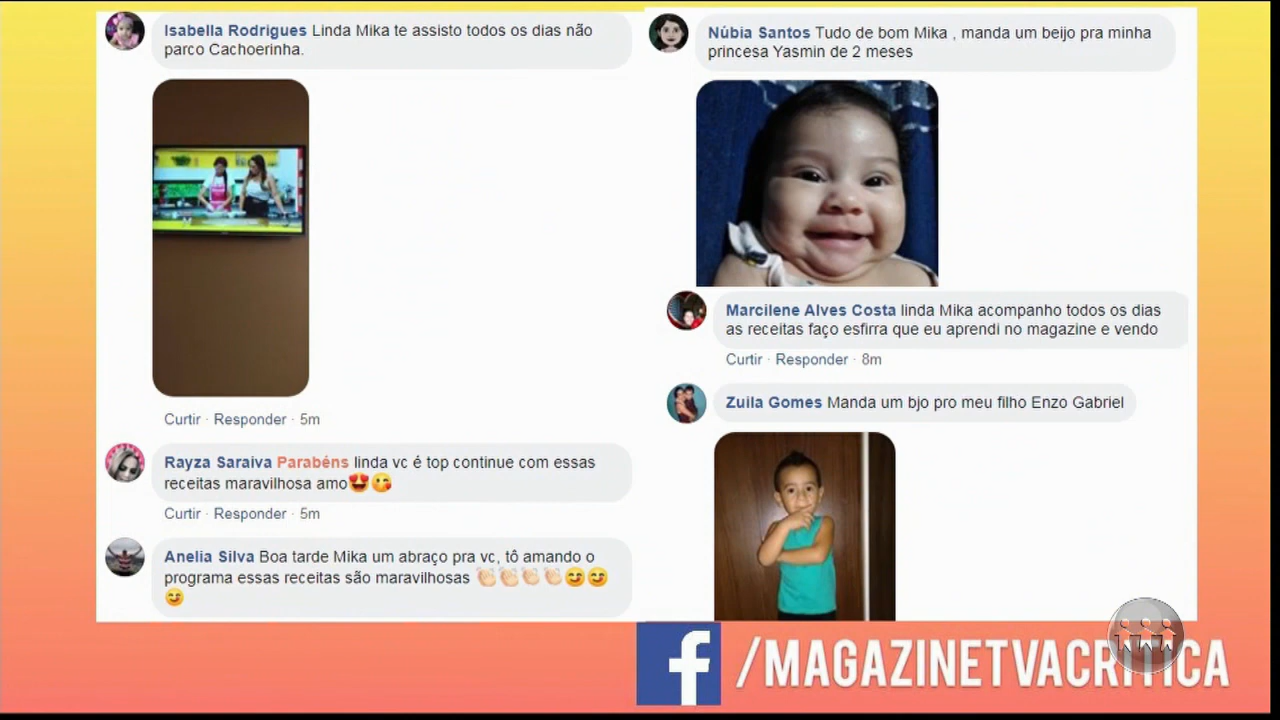 Isabella Rodrigues Linda Mika te assisto todos os dias não
parco Cachoerinha.
Curtir · Responder · 5m
Rayza Saraiva Parabéns linda vc é top continue com essas
receitas maravilhosa amo😍😘
Curtir · Responder · 5m
Anelia Silva Boa tarde Mika um abraço pra vc, tô amando o
programa essas receitas são maravilhosas 👏🏻👏🏻👏🏻👏🏻😊😊
😊
Núbia Santos Tudo de bom Mika , manda um beijo pra minha
princesa Yasmin de 2 meses
Marcilene Alves Costa linda Mika acompanho todos os dias
as receitas faço esfirra que eu aprendi no magazine e vendo
Curtir · Responder · 8m
Zuila Gomes Manda um bjo pro meu filho Enzo Gabriel
f /MAGAZINETVACRITICA